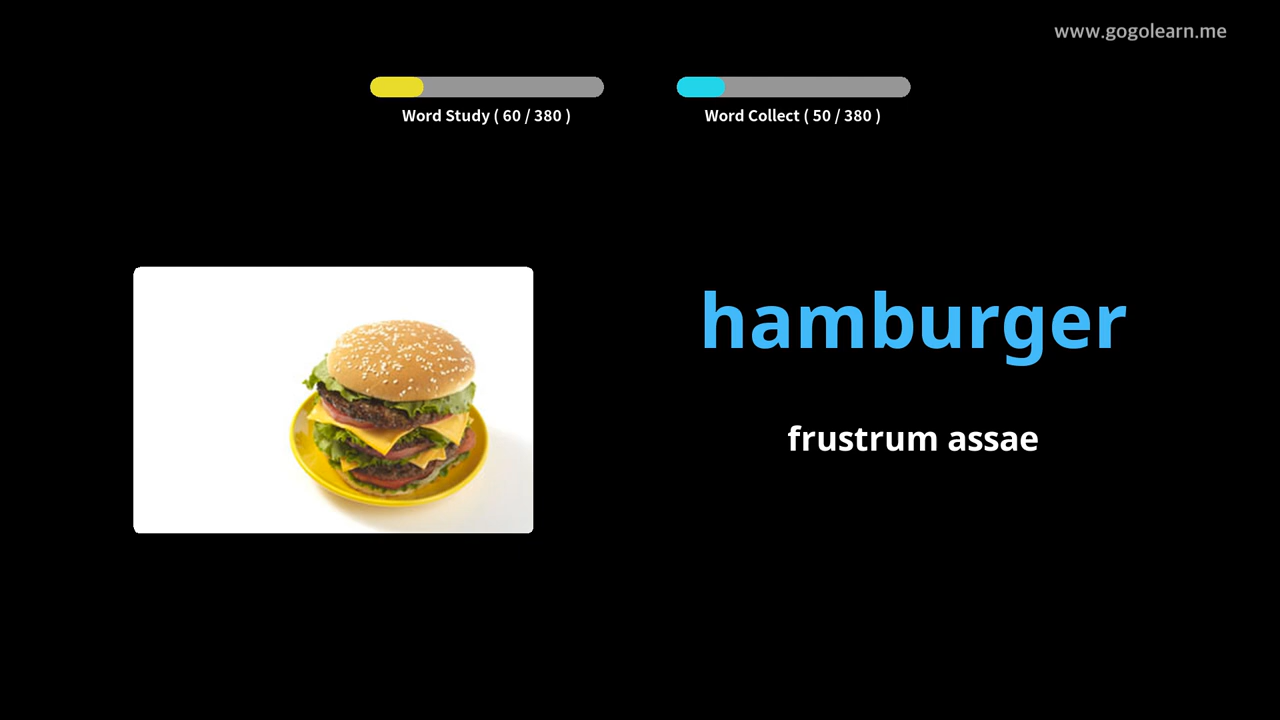 www.gogolearn.me
Word Study ( 60 / 380 )
Word Collect ( 50 / 380 )
hamburger
frustrum assae